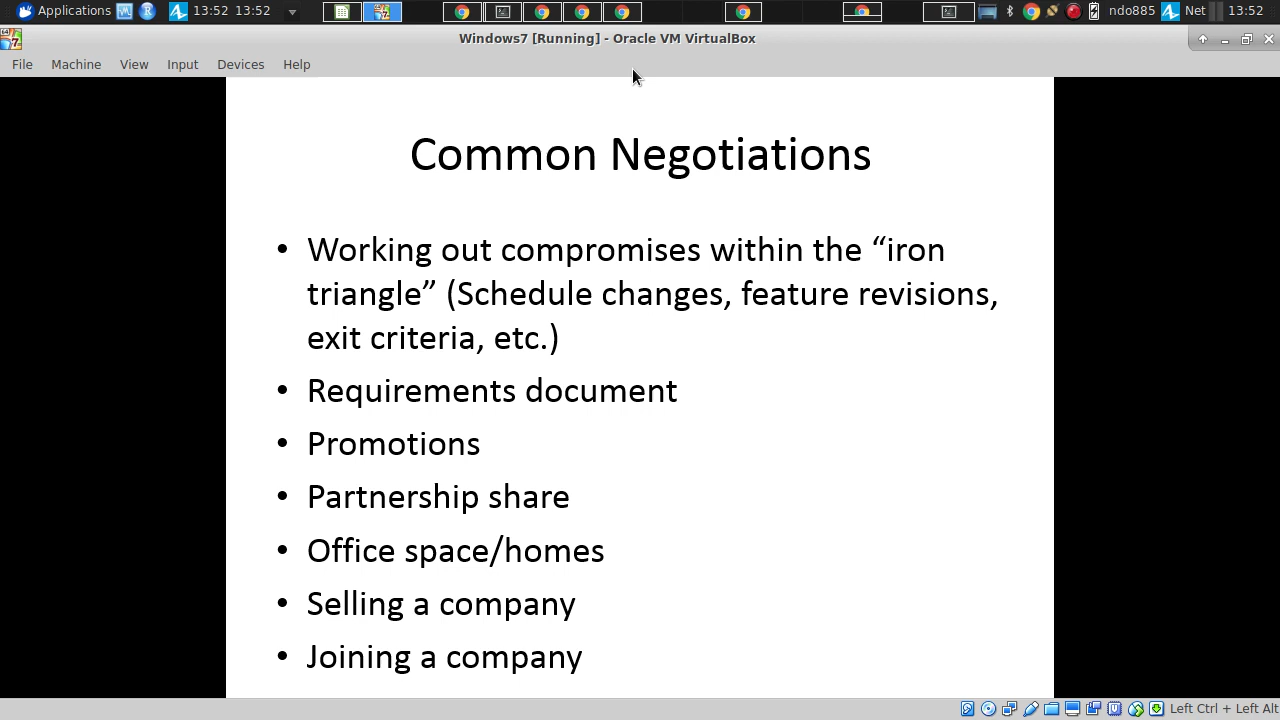 Applications 13:52 13:52 ndo885 Net 13:52
Windows7 [Running] - Oracle VM VirtualBox
File Machine View Input Devices Help
Common Negotiations
• Working out compromises within the “iron
triangle” (Schedule changes, feature revisions,
exit criteria, etc.)
• Requirements document
• Promotions
• Partnership share
• Office space/homes
• Selling a company
• Joining a company
Left Ctrl + Left Alt